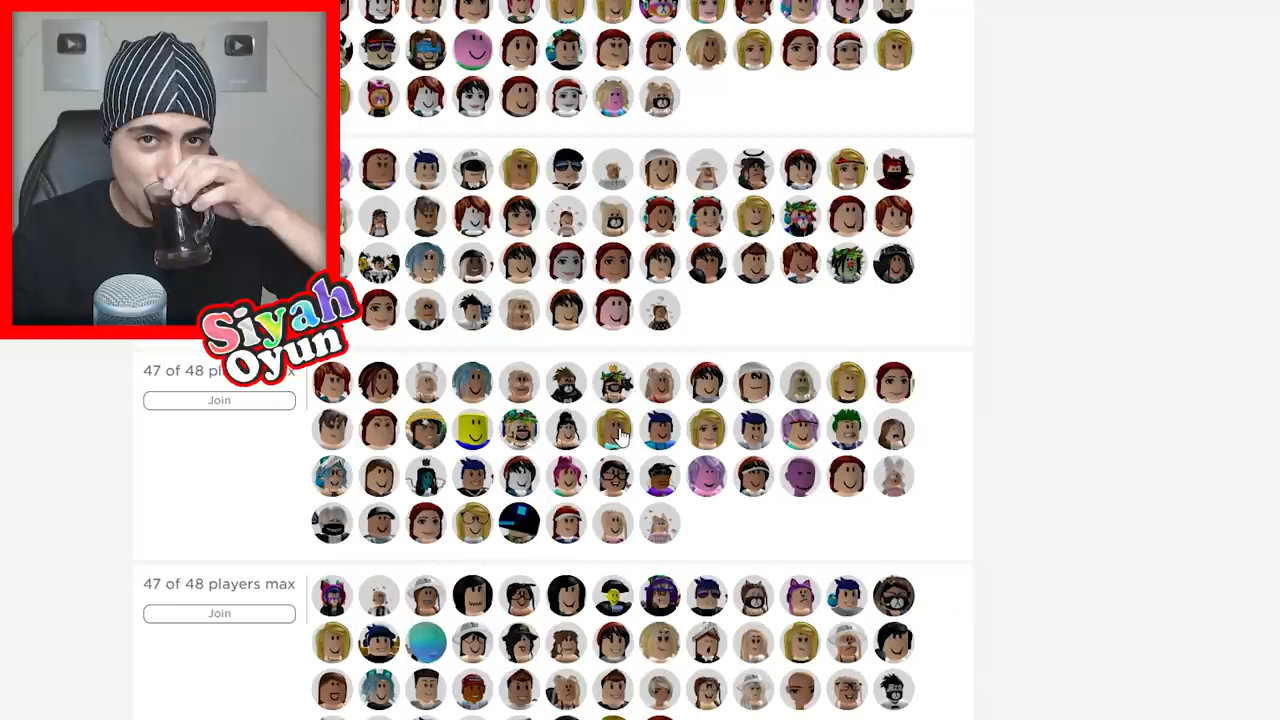 Siyah
Oyun
47 of 48 pl
x
Join
47 of 48 players max
Join